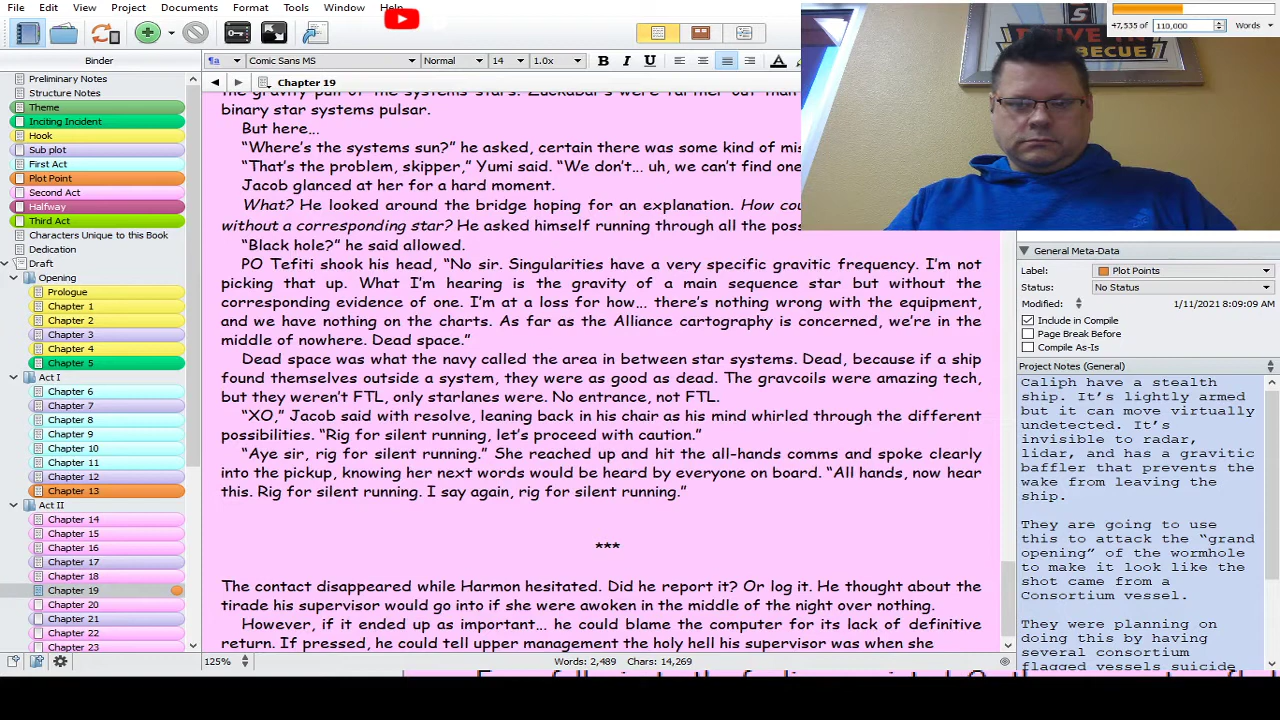 File Edit View Project Documents Format Tools Window Help
47,535 of 110,000 Words
Binder
Comic Sans MS Normal 14 1.0x B I U A
Chapter 19
Preliminary Notes
Structure Notes
Theme
Inciting Incident
Hook
Sub plot
First Act
Plot Point
Second Act
Halfway
Third Act
Characters Unique to this Book
Dedication
Draft
Opening
Prologue
Chapter 1
Chapter 2
Chapter 3
Chapter 4
Chapter 5
Act I
Chapter 6
Chapter 7
Chapter 8
Chapter 9
Chapter 10
Chapter 11
Chapter 12
Chapter 13
Act II
Chapter 14
Chapter 15
Chapter 16
Chapter 17
Chapter 18
Chapter 19
Chapter 20
Chapter 21
Chapter 22
Chapter 23
binary star systems pulsar.
But here...
“Where’s the systems sun?” he asked, certain there was some kind of
“That’s the problem, skipper,” Yumi said. “We don’t... uh, we can’t find one
Jacob glanced at her for a hard moment.
What? He looked around the bridge hoping for an explanation. How
without a corresponding star? He asked himself running through all the
“Black hole?” he said allowed.
PO Tefiti shook his head, “No sir. Singularities have a very specific gravitic frequency. I’m not
picking that up. What I’m hearing is the gravity of a main sequence star but without the
corresponding evidence of one. I’m at a loss for how... there’s nothing wrong with the equipment,
and we have nothing on the charts. As far as the Alliance cartography is concerned, we’re in the
middle of nowhere. Dead space.”
Dead space was what the navy called the area in between star systems. Dead, because if a ship
found themselves outside a system, they were as good as dead. The gravcoils were amazing tech,
but they weren’t FTL, only starlanes were. No entrance, not FTL.
“XO,” Jacob said with resolve, leaning back in his chair as his mind whirled through the different
possibilities. “Rig for silent running, let’s proceed with caution.”
“Aye sir, rig for silent running.” She reached up and hit the all-hands comms and spoke clearly
into the pickup, knowing her next words would be heard by everyone on board. “All hands, now hear
this. Rig for silent running. I say again, rig for silent running.”
***
The contact disappeared while Harmon hesitated. Did he report it? Or log it. He thought about the
tirade his supervisor would go into if she were awoken in the middle of the night over nothing.
However, if it ended up as important... he could blame the computer for its lack of definitive
return. If pressed, he could tell upper management the holy hell his supervisor was when she
125% Words: 2,489 Chars: 14,269
General Meta-Data
Label: Plot Points
Status: No Status
Modified: 1/11/2021 8:09:09 AM
Include in Compile
Page Break Before
Compile As-Is
Project Notes (General)
Caliph have a stealth
ship. It’s lightly armed
but it can move virtually
undetected. It’s
invisible to radar,
lidar, and has a gravitic
baffler that prevents the
wake from leaving the
ship.
They are going to use
this to attack the “grand
opening” of the wormhole
to make it look like the
shot came from a
Consortium vessel.
They were planning on
doing this by having
several consortium
flagged vessels suicide